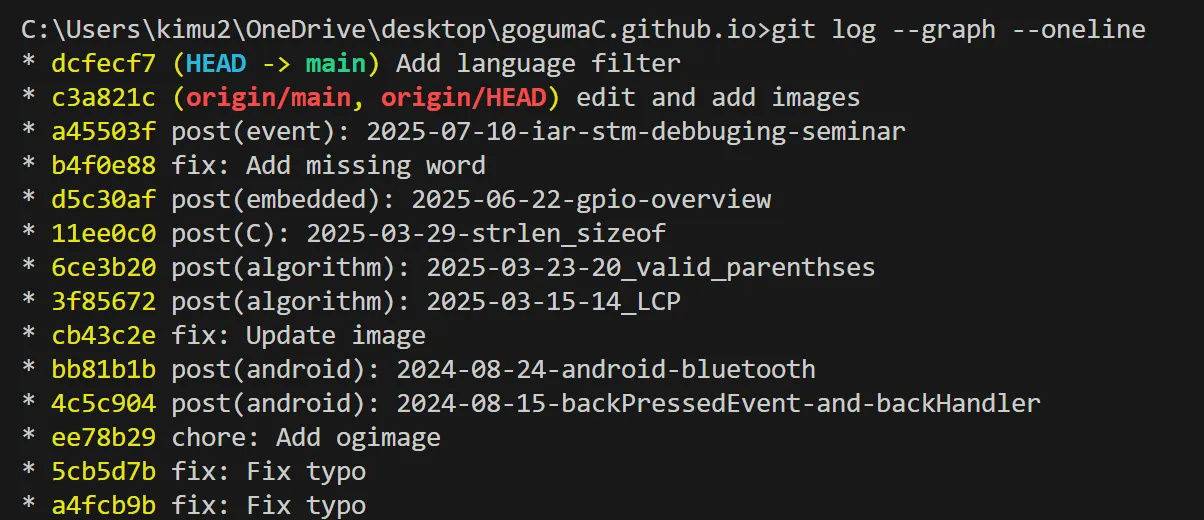 C:\Users\kimu2\OneDrive\desktop\gogumaC.github.io>git log --graph --oneline
* dcfecf7 (HEAD -> main) Add language filter
* c3a821c (origin/main, origin/HEAD) edit and add images
* a45503f post(event): 2025-07-10-iar-stm-debbuging-seminar
* b4f0e88 fix: Add missing word
* d5c30af post(embedded): 2025-06-22-gpio-overview
* 11ee0c0 post(C): 2025-03-29-strlen_sizeof
* 6ce3b20 post(algorithm): 2025-03-23-20_valid_parenthses
* 3f85672 post(algorithm): 2025-03-15-14_LCP
* cb43c2e fix: Update image
* bb81b1b post(android): 2024-08-24-android-bluetooth
* 4c5c904 post(android): 2024-08-15-backPressedEvent-and-backHandler
* ee78b29 chore: Add ogimage
* 5cb5d7b fix: Fix typo
* a4fcb9b fix: Fix typo